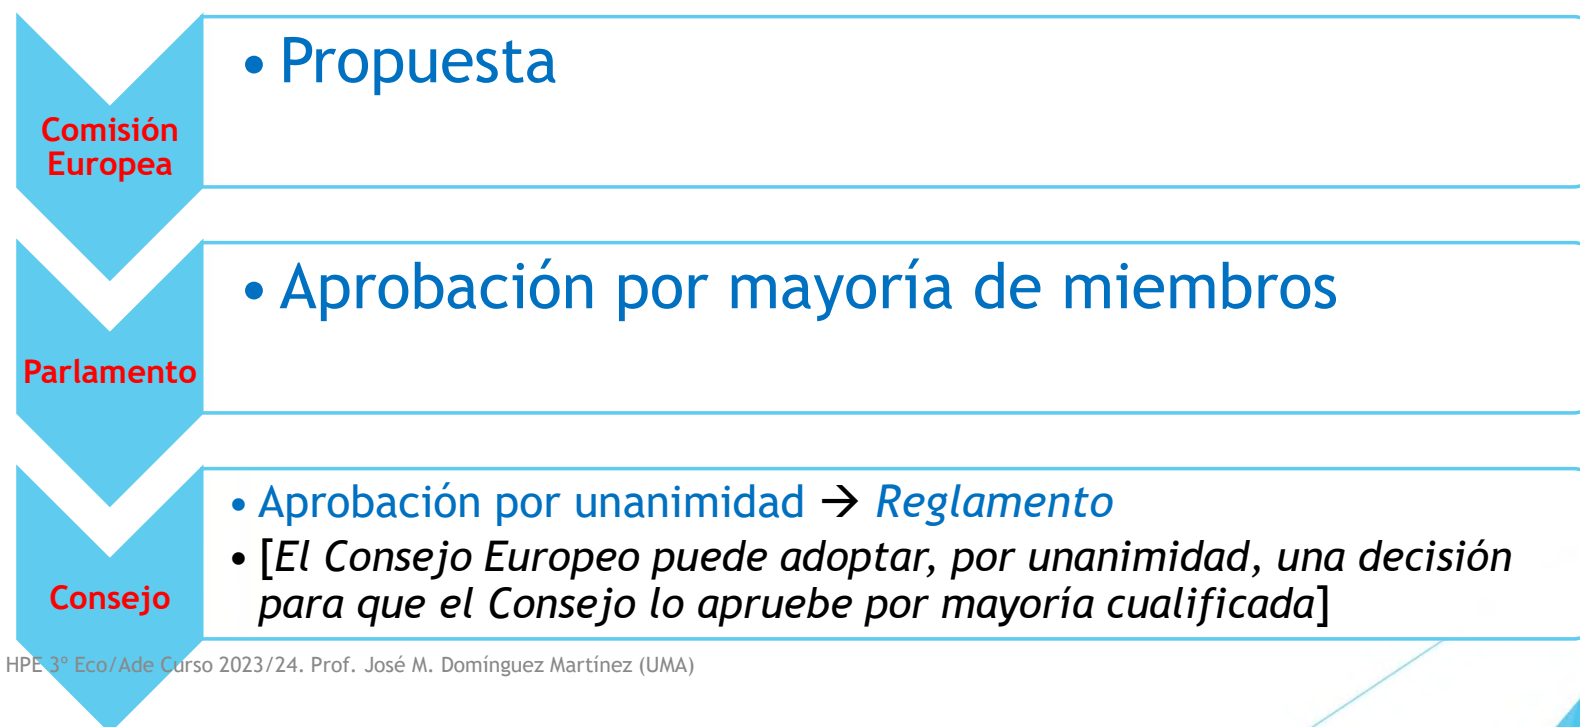 • Propuesta
Comisión
Europea
• Aprobación por mayoría de miembros
Parlamento
• Aprobación por unanimidad → Reglamento
• [El Consejo Europeo puede adoptar, por unanimidad, una decisión
para que el Consejo lo apruebe por mayoría cualificada]
Consejo
HPE 3º Eco/Ade Curso 2023/24. Prof. José M. Domínguez Martínez (UMA)